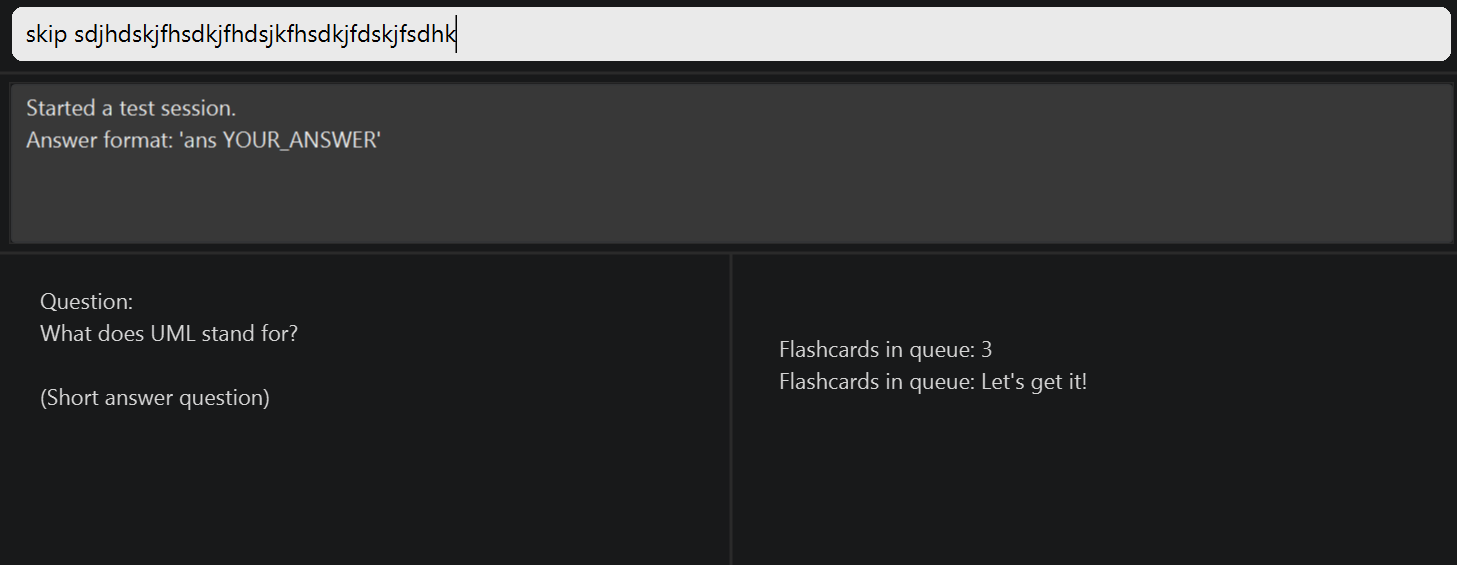 skip sdjhdskjfhsdkjfhdsjkfhsdkjfdskjfsdhk
Started a test session.
Answer format: 'ans YOUR_ANSWER'
Question:
What does UML stand for?
(Short answer question)
Flashcards in queue: 3
Flashcards in queue: Let's get it!